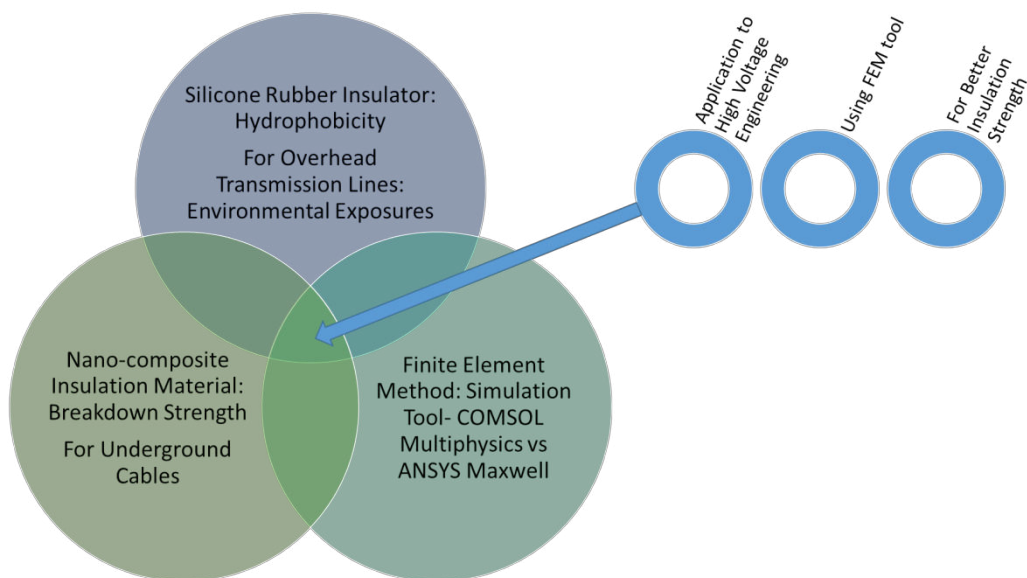 Silicone Rubber Insulator:
Hydrophobicity
For Overhead
Transmission Lines:
Environmental Exposures
Nano-composite
Insulation Material:
Breakdown Strength
For Underground
Cables
Finite Element
Method: Simulation
Tool- COMSOL
Multiphysics vs
ANSYS Maxwell
Application to
High Voltage
Engineering
Using FEM tool
For Better
Insulation
Strength